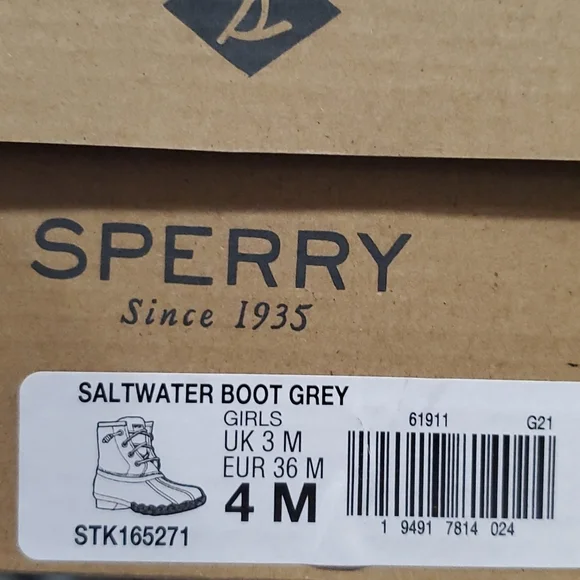 SPERRY
Since 1935
SALTWATER BOOT GREY
GIRLS
UK 3 M
EUR 36 M
4 M
STK165271
61911
G21
1 9491 7814 024